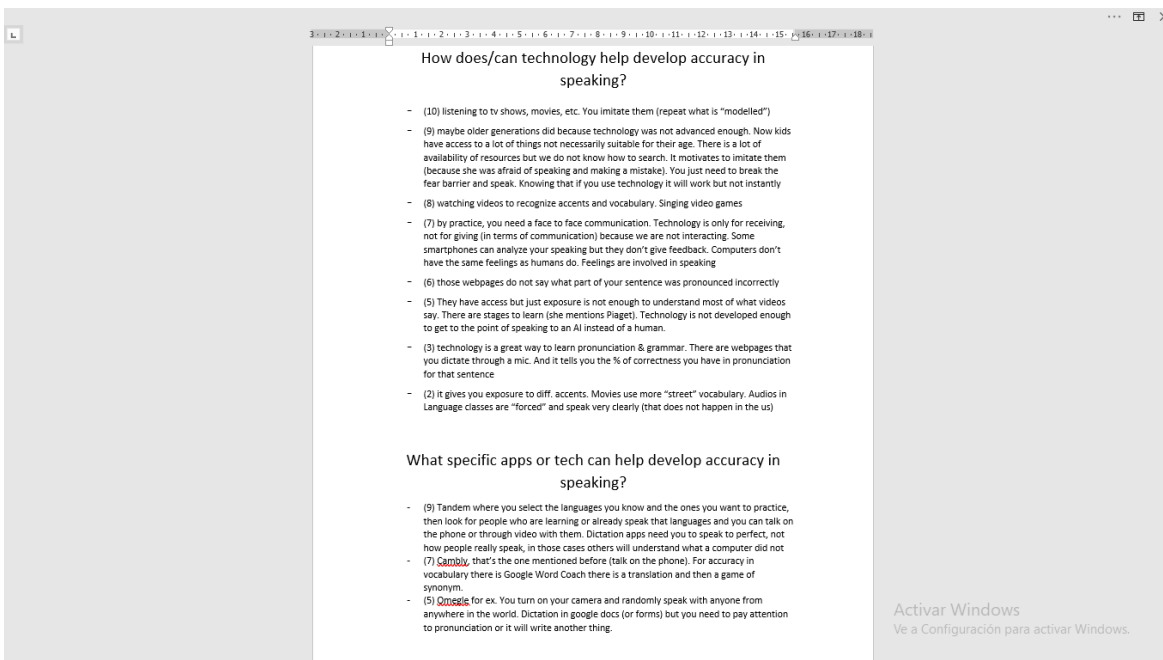 3 · 2 · 1 · 1 · 2 · 3 · 4 · 5 · 6 · 7 · 8 · 9 · 10 · 11 · 12 · 13 · 14 · 15 · 16 · 17 · 18
How does/can technology help develop accuracy in
speaking?
- (10) listening to tv shows, movies, etc. You imitate them (repeat what is “modelled”)
- (9) maybe older generations did because technology was not advanced enough. Now kids
have access to a lot of things not necessarily suitable for their age. There is a lot of
availability of resources but we do not know how to search. It motivates to imitate them
(because she was afraid of speaking and making a mistake). You just need to break the
fear barrier and speak. Knowing that if you use technology it will work but not instantly
- (8) watching videos to recognize accents and vocabulary. Singing video games
- (7) by practice, you need a face to face communication. Technology is only for receiving,
not for giving (in terms of communication) because we are not interacting. Some
smartphones can analyze your speaking but they don’t give feedback. Computers don’t
have the same feelings as humans do. Feelings are involved in speaking
- (6) those webpages do not say what part of your sentence was pronounced incorrectly
- (5) They have access but just exposure is not enough to understand most of what videos
say. There are stages to learn (she mentions Piaget). Technology is not developed enough
to get to the point of speaking to an AI instead of a human.
- (3) technology is a great way to learn pronunciation & grammar. There are webpages that
you dictate through a mic. And it tells you the % of correctness you have in pronunciation
for that sentence
- (2) it gives you exposure to diff. accents. Movies use more “street” vocabulary. Audios in
Language classes are “forced” and speak very clearly (that does not happen in the us)
What specific apps or tech can help develop accuracy in
speaking?
- (9) Tandem where you select the languages you know and the ones you want to practice,
then look for people who are learning or already speak that languages and you can talk on
the phone or through video with them. Dictation apps need you to speak to perfect, not
how people really speak, in those cases others will understand what a computer did not
- (7) Cambly, that’s the one mentioned before (talk on the phone). For accuracy in
vocabulary there is Google Word Coach there is a translation and then a game of
synonym.
- (5) Omegle for ex. You turn on your camera and randomly speak with anyone from
anywhere in the world. Dictation in google docs (or forms) but you need to pay attention
to pronunciation or it will write another thing.
Activar Windows
Ve a Configuración para activar Windows.